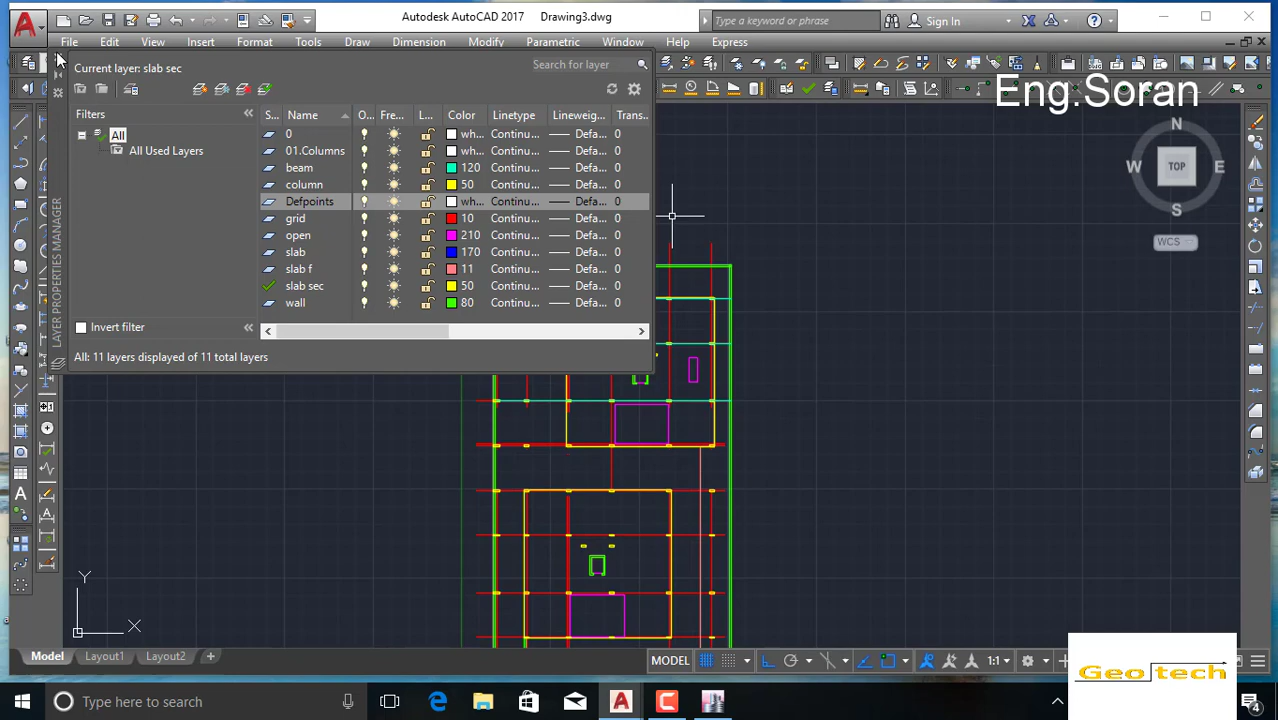 Autodesk AutoCAD 2017 Drawing3.dwg
Type a keyword or phrase
Sign In
File Edit View Insert Format Tools Draw Dimension Modify Parametric Window Help Express
Current layer: slab sec
Search for layer
Eng.Soran
Filters
All
All Used Layers
Invert filter
S... Name O... Fre... L... Color Linetype Lineweig... Trans...
0 wh... Continu... Defa... 0
01.Columns wh... Continu... Defa... 0
beam 120 Continu... Defa... 0
column 50 Continu... Defa... 0
Defpoints wh... Continu... Defa... 0
grid 10 Continu... Defa... 0
open 210 Continu... Defa... 0
slab 170 Continu... Defa... 0
slab f 11 Continu... Defa... 0
slab sec 50 Continu... Defa... 0
wall 80 Continu... Defa... 0
All: 11 layers displayed of 11 total layers
LAYER PROPERTIES MANAGER
N
W TOP E
S
WCS
Y
X
Model Layout1 Layout2
MODEL
1:1
Geotech
Type here to search
4